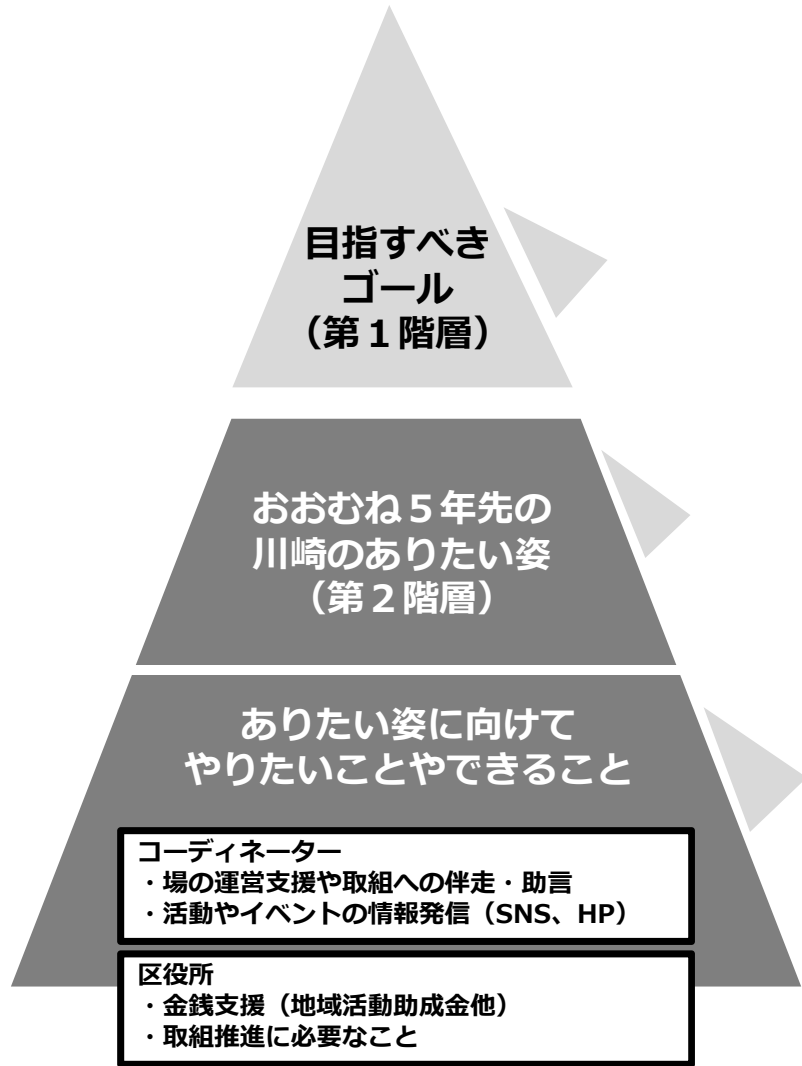 目指すべき
ゴール
（第１階層）
おおむね５年先の
川崎のありたい姿
（第２階層）
ありたい姿に向けて
やりたいことやできること
コーディネーター
・場の運営支援や取組への伴走・助言
・活動やイベントの情報発信（SNS、HP）
区役所
・金銭支援（地域活動助成金他）
・取組推進に必要なこと